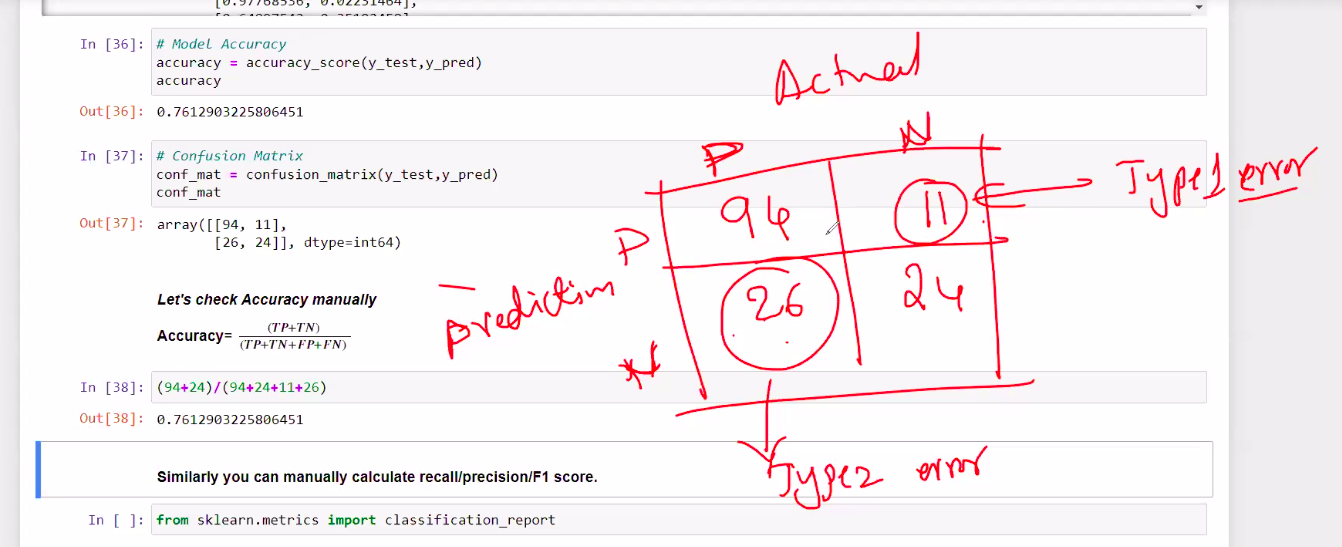 [0.97768536, 0.02231464],
In [36]: # Model Accuracy
accuracy = accuracy_score(y_test,y_pred)
accuracy
Out[36]: 0.7612903225806451
In [37]: # Confusion Matrix
conf_mat = confusion_matrix(y_test,y_pred)
conf_mat
Out[37]: array([[94, 11],
[26, 24]], dtype=int64)
Let's check Accuracy manually
Accuracy= (TP+TN)
(TP+TN+FP+FN)
In [38]: (94+24)/(94+24+11+26)
Out[38]: 0.7612903225806451
Similarly you can manually calculate recall/precision/F1 score.
In [ ]: from sklearn.metrics import classification_report
Actual
P N
P 94 11 Type1 error
prediction
N 26 24
Type2 error